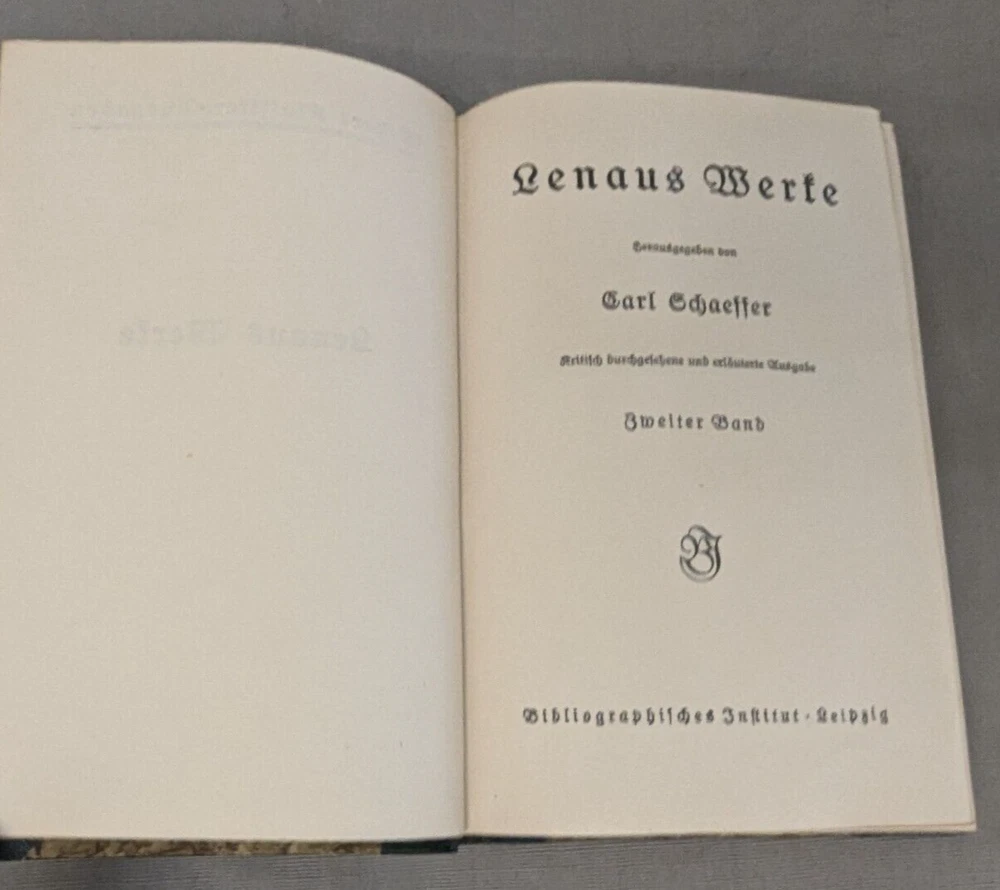 Lenaus Werke
Herausgegeben von
Carl Schaeffer
Kritisch durchgesehene und erläuterte Ausgabe
Zweiter Band
Bibliographisches Institut · Leipzig